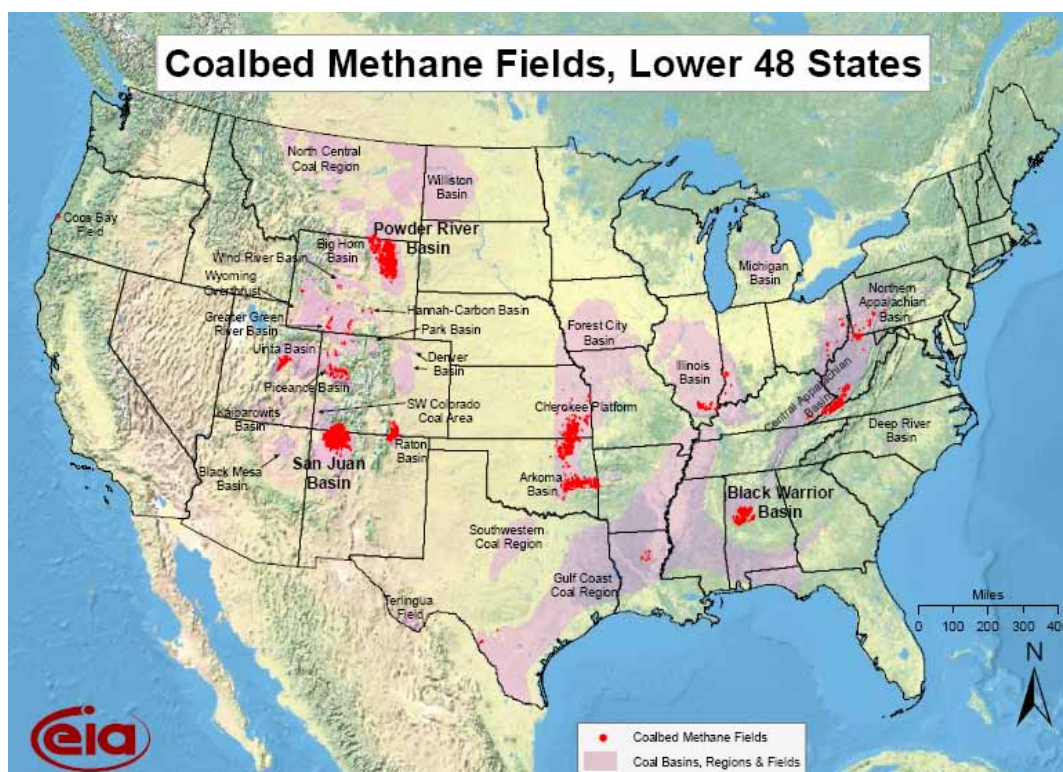 Coalbed Methane Fields, Lower 48 States
North Central
Coal Region
Williston
Basin
Coos Bay
Field
Powder River
Basin
Big Horn
Basin
Wind River Basin
Wyoming
Overthrust
Hannah-Carbon Basin
Greater Green
River Basin
Park Basin
Uinta Basin
Denver
Basin
Piceance Basin
SW Colorado
Coal Area
Kaiparowits
Basin
Raton
Basin
Black Mesa
Basin
San Juan
Basin
Michigan
Basin
Northern
Appalachian
Basin
Forest City
Basin
Illinois
Basin
Central Appalachian
Basin
Cherokee Platform
Deep River
Basin
Arkoma
Basin
Black Warrior
Basin
Southwestern
Coal Region
Gulf Coast
Coal Region
Terlingua
Field
Miles
0 100 200 300 40
N
eia
Coalbed Methane Fields
Coal Basins, Regions & Fields